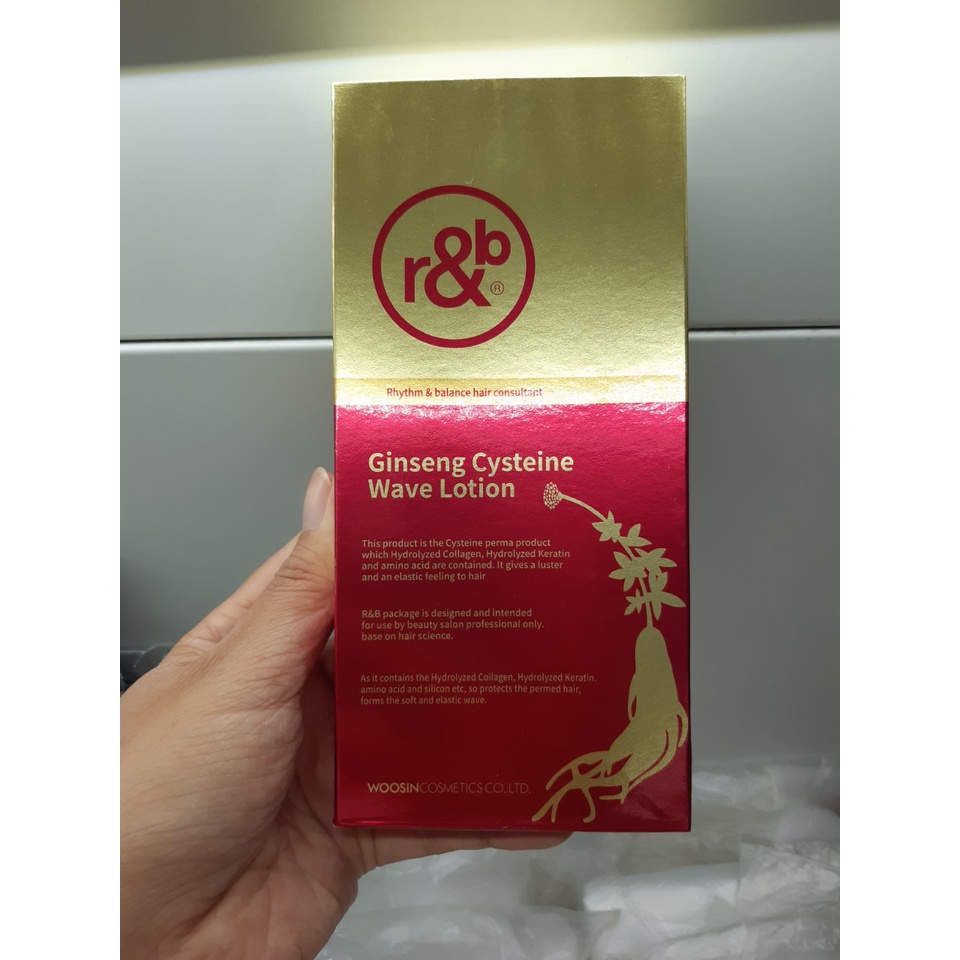 r&b®
Rhythm & balance hair consultant
Ginseng Cysteine
Wave Lotion
This product is the Cysteine perma product
which Hydrolyzed Collagen, Hydrolyzed Keratin
and amino acid are contained. It gives a luster
and an elastic feeling to hair
R&B package is designed and intended
for use by beauty salon professional only.
base on hair science.
As it contains the Hydrolyzed Collagen, Hydrolyzed Keratin.
amino acid and silicon etc, so protects the permed hair,
forms the soft and elastic wave.
WOOSINCOSMETICS CO., LTD.